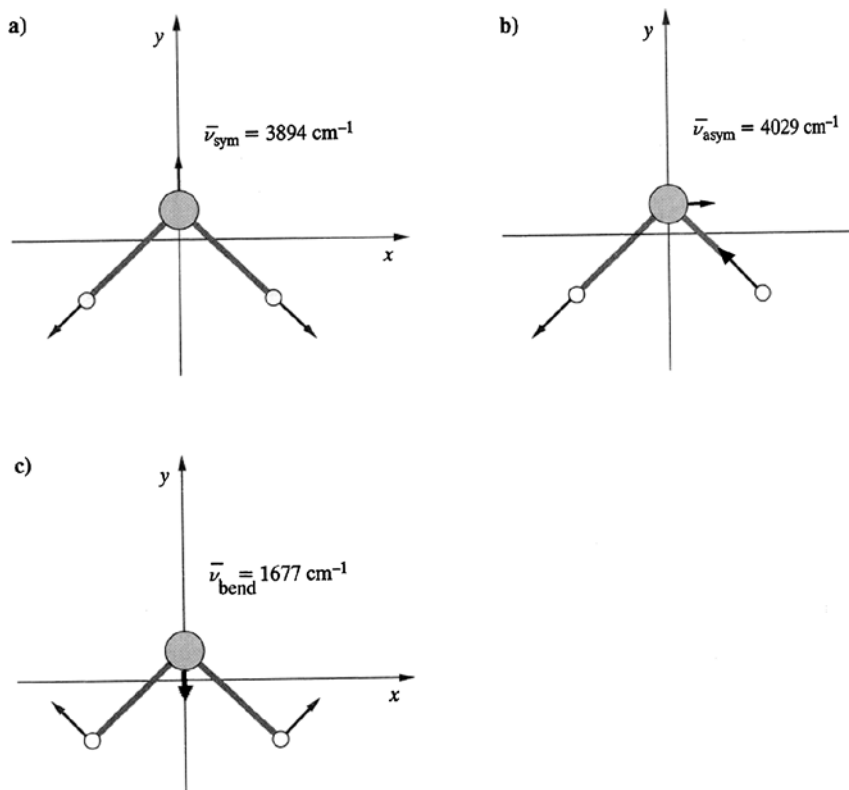 a)
y
ν̅sym = 3894 cm⁻¹
x
b)
y
ν̅asym = 4029 cm⁻¹
c)
y
ν̅bend = 1677 cm⁻¹
x